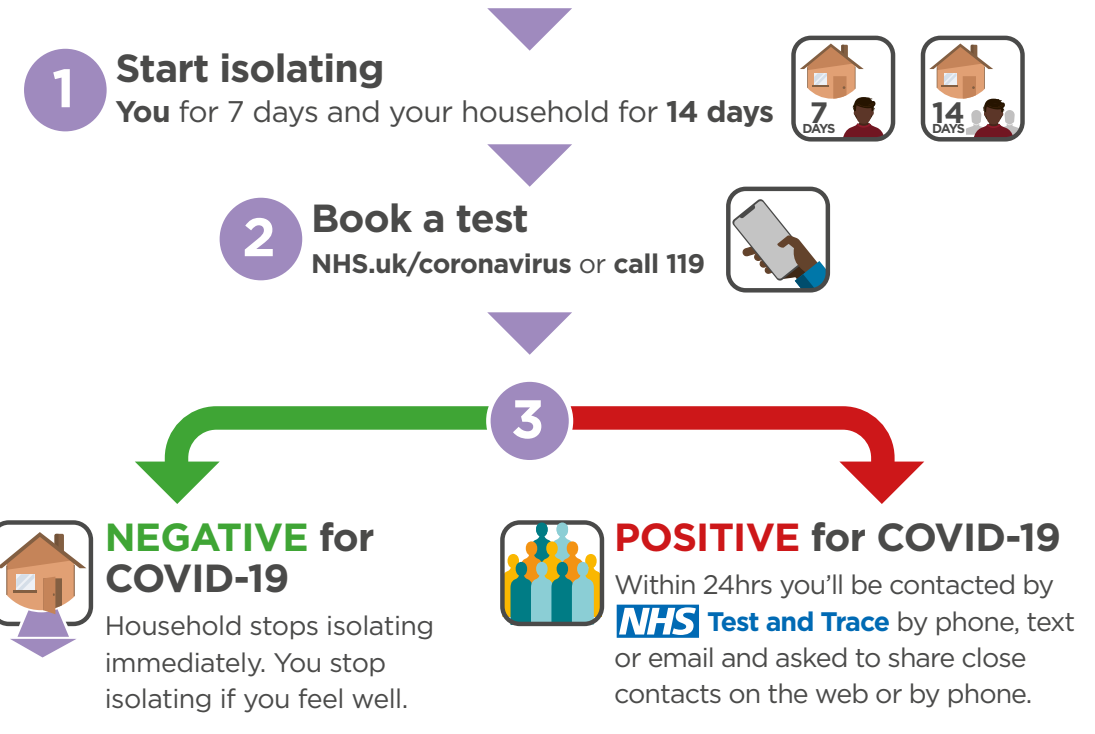 1
Start isolating
You for 7 days and your household for 14 days
7
DAYS
14
DAYS
2
Book a test
NHS.uk/coronavirus or call 119
3
NEGATIVE for
COVID-19
Household stops isolating
immediately. You stop
isolating if you feel well.
POSITIVE for COVID-19
Within 24hrs you’ll be contacted by
NHS Test and Trace by phone, text
or email and asked to share close
contacts on the web or by phone.